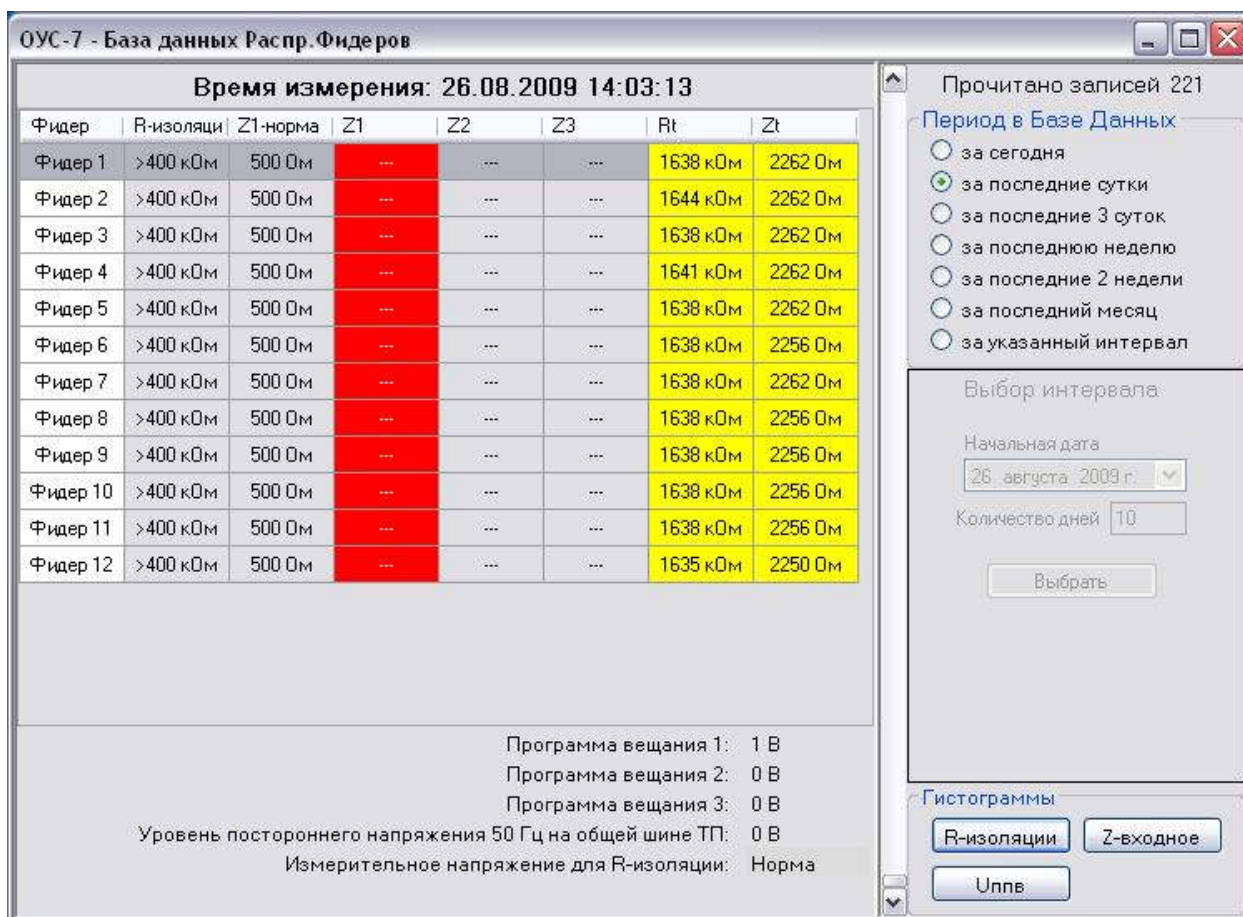 ОУС-7 - База данных Распр.Фидеров
Время измерения: 26.08.2009 14:03:13
Фидер R-изоляци Z1-норма Z1 Z2 Z3 Rt Zt
Фидер 1 >400 кОм 500 Ом --- --- --- 1638 кОм 2262 Ом
Фидер 2 >400 кОм 500 Ом --- --- --- 1644 кОм 2262 Ом
Фидер 3 >400 кОм 500 Ом --- --- --- 1638 кОм 2262 Ом
Фидер 4 >400 кОм 500 Ом --- --- --- 1641 кОм 2262 Ом
Фидер 5 >400 кОм 500 Ом --- --- --- 1638 кОм 2262 Ом
Фидер 6 >400 кОм 500 Ом --- --- --- 1638 кОм 2256 Ом
Фидер 7 >400 кОм 500 Ом --- --- --- 1638 кОм 2262 Ом
Фидер 8 >400 кОм 500 Ом --- --- --- 1638 кОм 2256 Ом
Фидер 9 >400 кОм 500 Ом --- --- --- 1638 кОм 2256 Ом
Фидер 10 >400 кОм 500 Ом --- --- --- 1638 кОм 2256 Ом
Фидер 11 >400 кОм 500 Ом --- --- --- 1638 кОм 2256 Ом
Фидер 12 >400 кОм 500 Ом --- --- --- 1635 кОм 2250 Ом
Программа вещания 1: 1 В
Программа вещания 2: 0 В
Программа вещания 3: 0 В
Уровень постороннего напряжения 50 Гц на общей шине ТП: 0 В
Измерительное напряжение для R-изоляции: Норма
Прочитано записей 221
Период в Базе Данных
за сегодня
за последние сутки
за последние 3 суток
за последнюю неделю
за последние 2 недели
за последний месяц
за указанный интервал
Выбор интервала
Начальная дата
26 августа 2009 г.
Количество дней 10
Выбрать
Гистограммы
R-изоляции Z-входное
Uппв